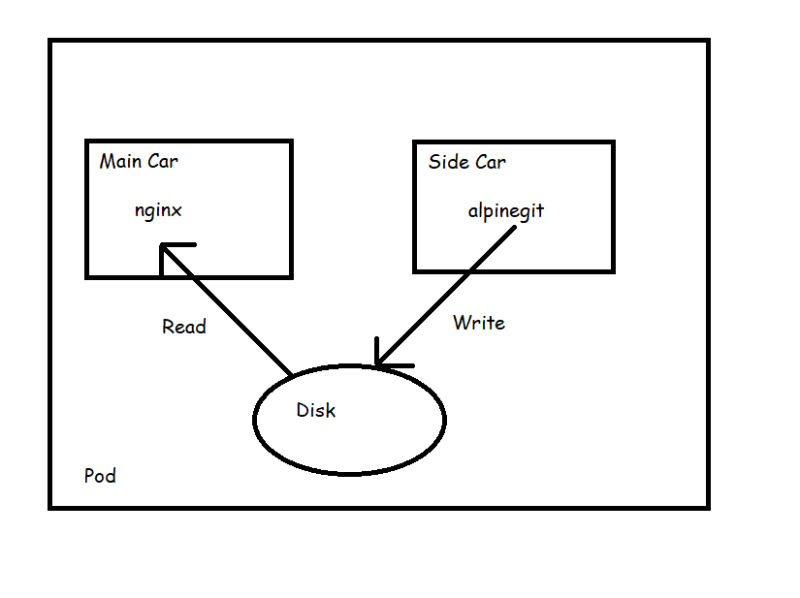 Main Car
nginx
Side Car
alpinegit
Read
Write
Disk
Pod